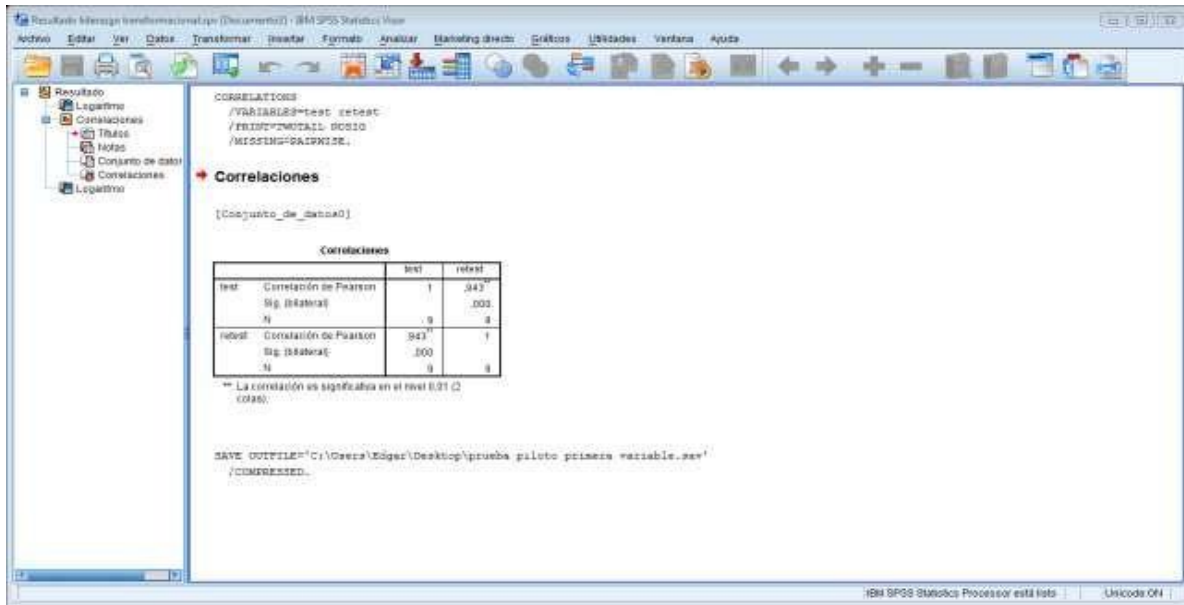 Resultado liderazgo transformacional.spv [Documento2] - IBM SPSS Statistics Viewer
Archivo Editar Ver Datos Transformar Insertar Formato Analizar Marketing directo Gráficos Utilidades Ventana Ayuda
Resultado
Logaritmo
Correlaciones
Títulos
Notas
Conjunto de dator
Correlaciones
Logaritmo
CORRELATIONS
/VARIABLES=test retest
/PRINT=TWOTAIL NOSIG
/MISSING=PAIRWISE.
Correlaciones
[Conjunto_de_datos0]
Correlaciones
test retest
test Correlación de Pearson 1 ,943**
Sig. (bilateral) ,000
N 9 9
retest Correlación de Pearson ,943** 1
Sig. (bilateral) ,000
N 9 9
** La correlación es significativa en el nivel 0,01 (2
colas).
SAVE OUTFILE='C:\Users\Edgar\Desktop\prueba piloto primera variable.sav'
/COMPRESSED.
IBM SPSS Statistics Processor está listo Unicode:ON